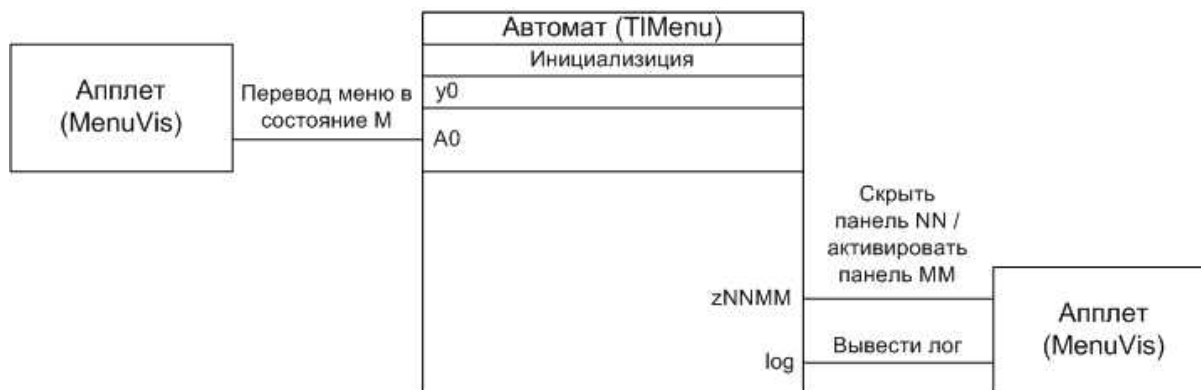 Автомат (TIMenu)
Инициализиция
y0
A0
Апплет
(MenuVis)
Перевод меню в
состояние M
Скрыть
панель NN /
активировать
панель MM
zNNMM
Вывести лог
log
Апплет
(MenuVis)